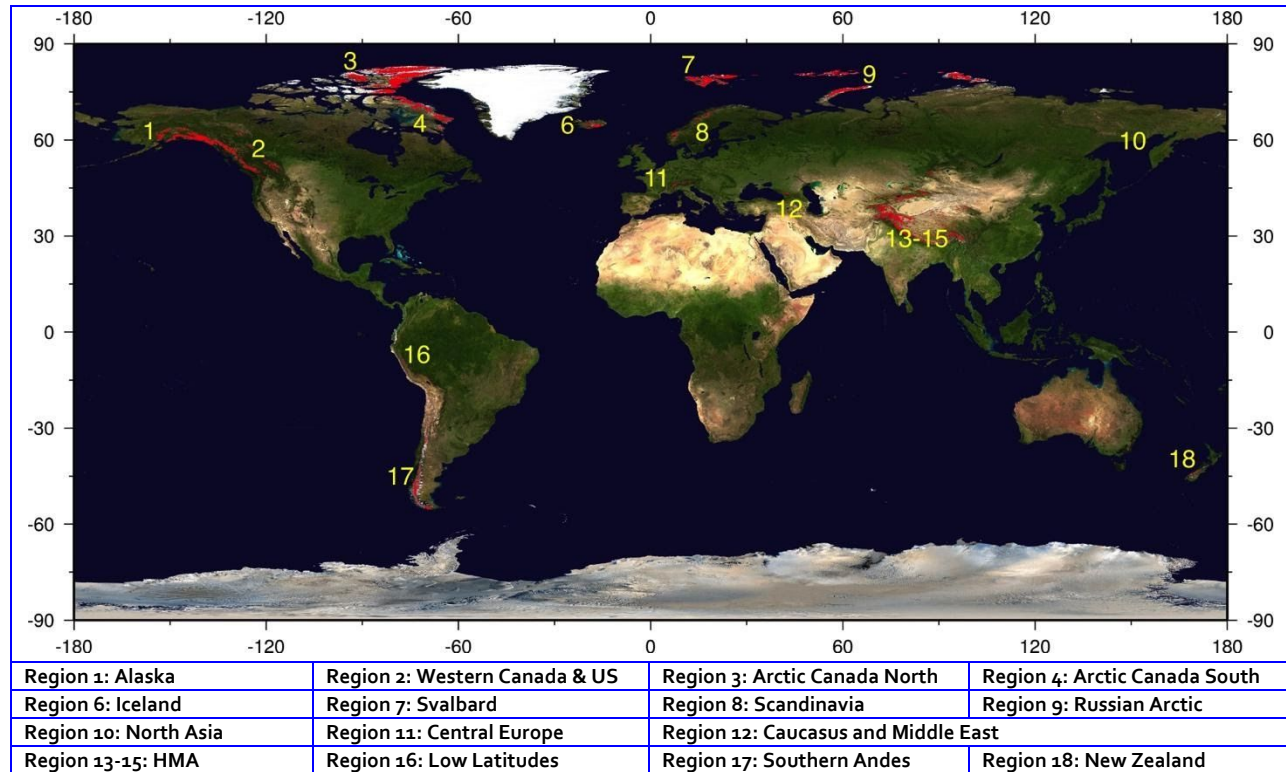 -180 -120 -60 0 60 120 180
90 90
3 7 9
4 6
1 2 8 10
60 60
11
12
30 13-15 30
0 0
16
-30 -30
17 18
-60 -60
-90 -90
-180 -120 -60 0 60 120 180
Region 1: Alaska Region 2: Western Canada & US Region 3: Arctic Canada North Region 4: Arctic Canada South
Region 6: Iceland Region 7: Svalbard Region 8: Scandinavia Region 9: Russian Arctic
Region 10: North Asia Region 11: Central Europe Region 12: Caucasus and Middle East
Region 13-15: HMA Region 16: Low Latitudes Region 17: Southern Andes Region 18: New Zealand